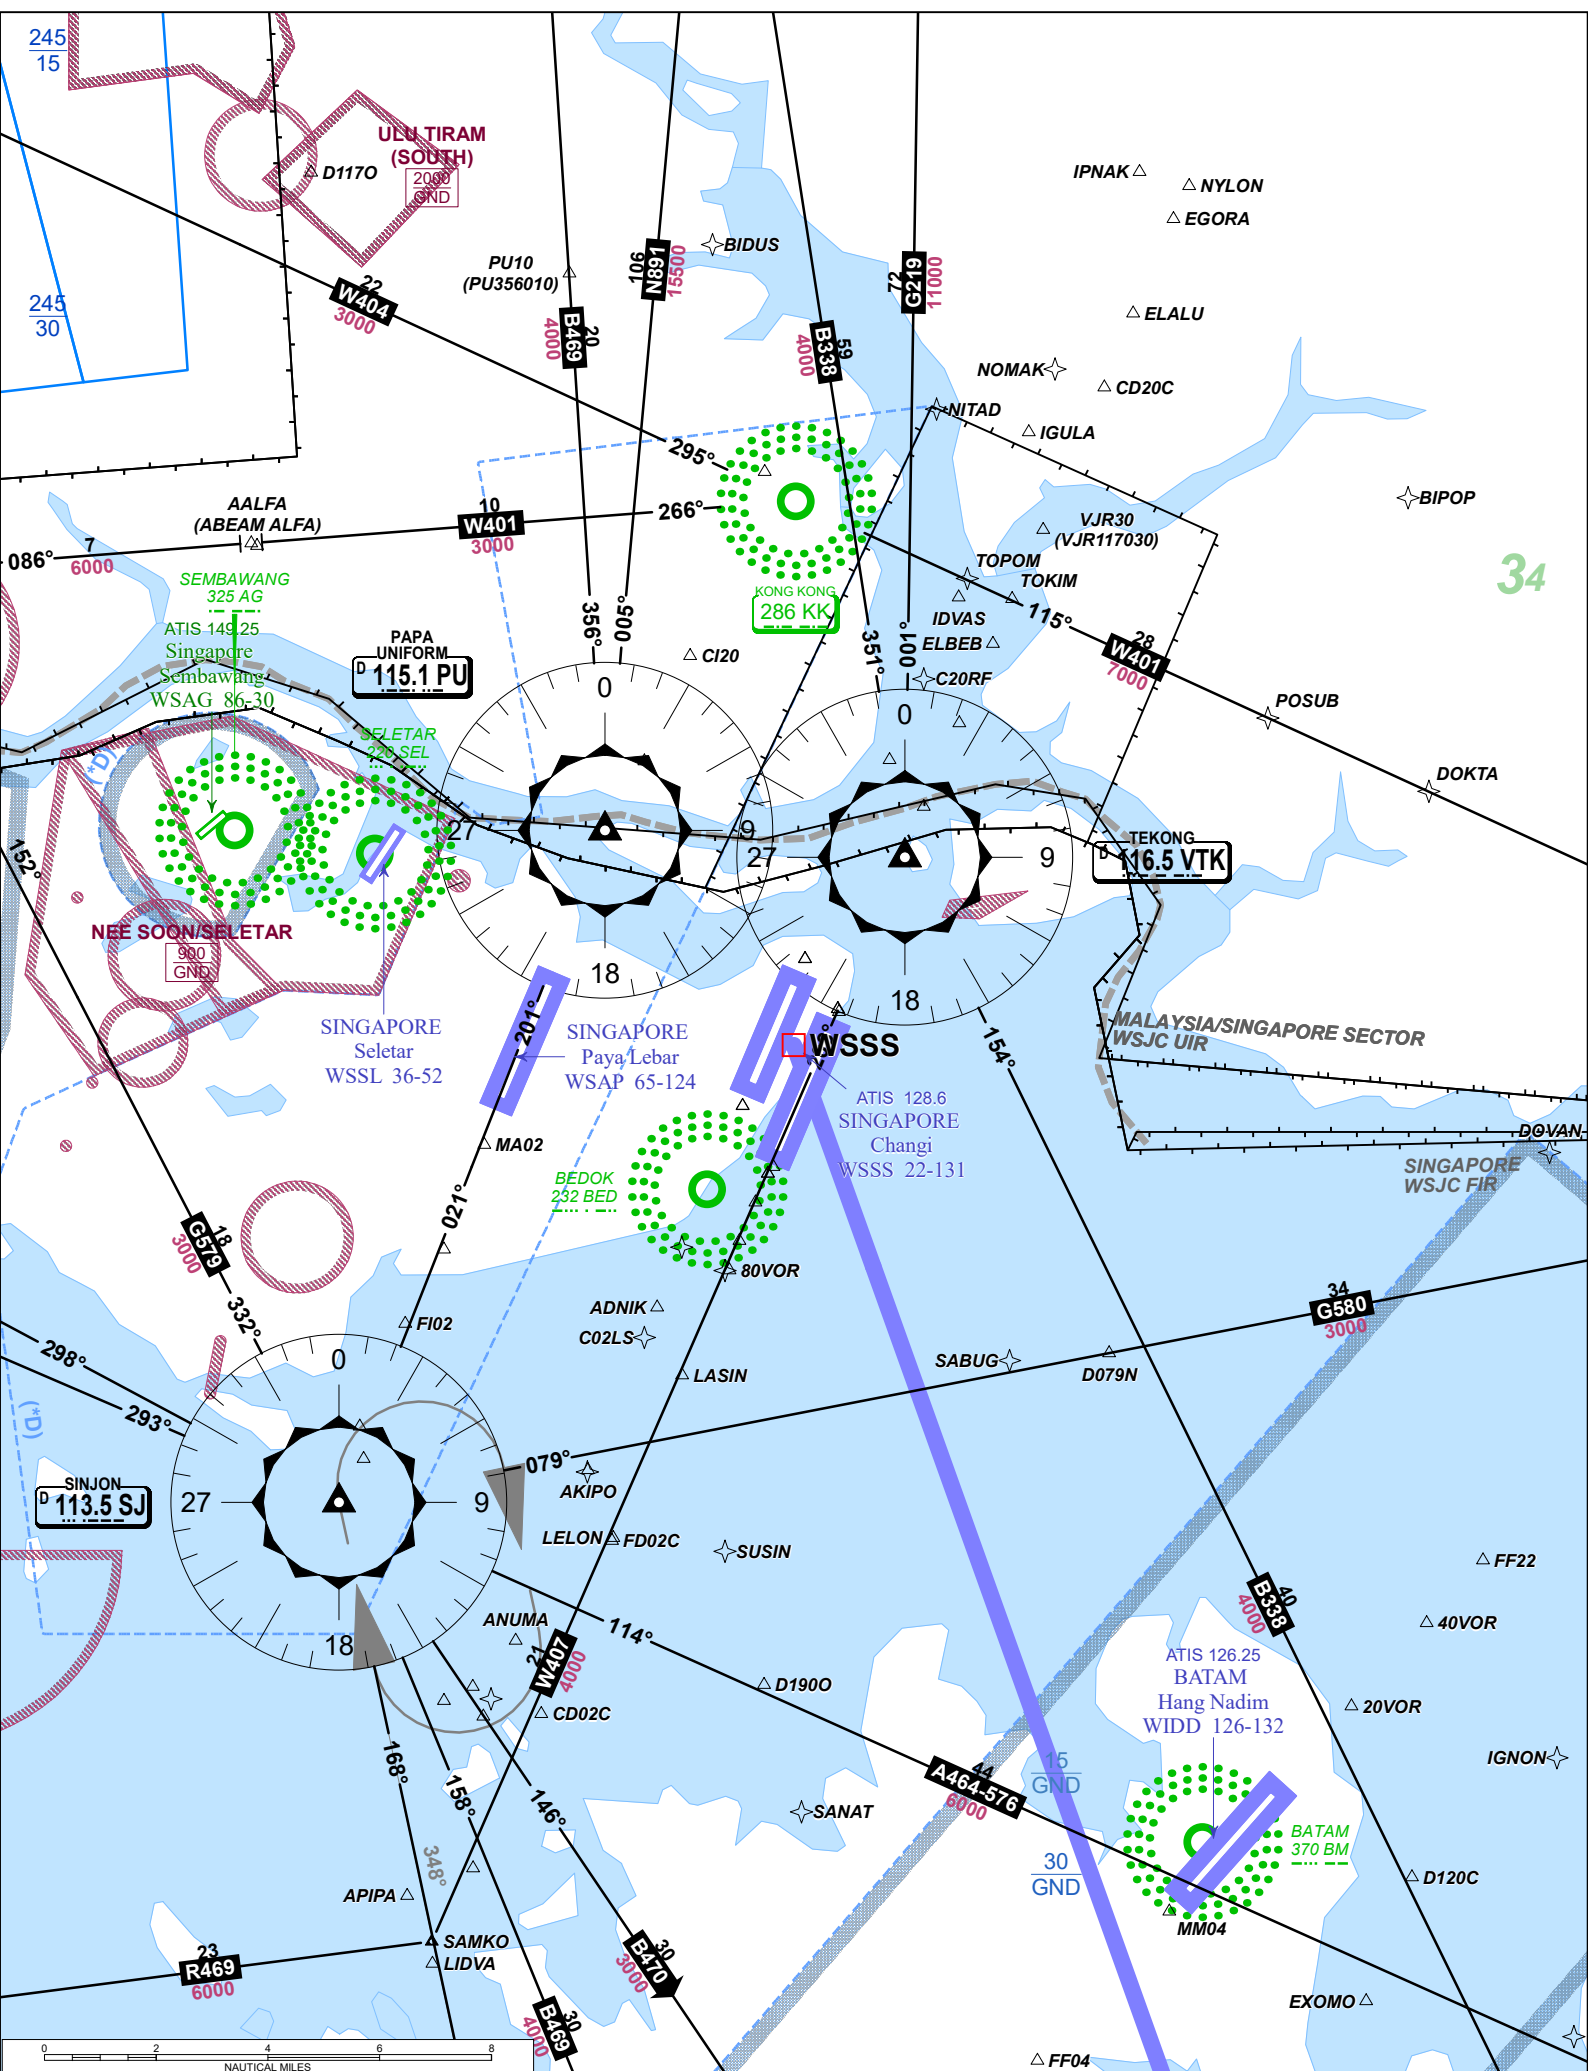 245
15
ULU TIRAM
(SOUTH)
2000
GND
D117O
IPNAK
NYLON
EGORA
BIDUS
PU10
(PU356010)
22
W404
3000
106
N891
15500
72
G219
11000
245
30
ELALU
20
B469
4000
59
B338
4000
NOMAK
CD20C
NITAD
IGULA
295°
BIPOP
AALFA
(ABEAM ALFA)
10
W401
3000
266°
VJR30
(VJR117030)
086°
7
6000
TOPOM
TOKIM
34
SEMBAWANG
325 AG
KONG KONG
286 KK
IDVAS
115°
ATIS 149.25
Singapore
Sembawang
WSAG 86-30
356°
005°
351°
001°
ELBEB
28
W401
7000
PAPA
UNIFORM
D 115.1 PU
CI20
C20RF
POSUB
0
0
SELETAR
220 SEL
(*D)
DOKTA
27
9
27
9
TEKONG
D 116.5 VTK
152°
NEE SOON/SELETAR
900
GND
18
18
SINGAPORE
Seletar
WSSL 36-52
201°
SINGAPORE
Paya Lebar
WSAP 65-124
WSSS
154°
MALAYSIA/SINGAPORE SECTOR
WSJC UIR
ATIS 128.6
SINGAPORE
Changi
WSSS 22-131
MA02
DOVAN
SINGAPORE
WSJC FIR
BEDOK
232 BED
021°
18
G579
3000
80VOR
34
G580
3000
332°
FI02
ADNIK
C02LS
298°
0
LASIN
SABUG
D079N
293°
(*D)
079°
AKIPO
SINJON
D 113.5 SJ
27
9
LELON
FD02C
SUSIN
FF22
40
B338
4000
ANUMA
114°
40VOR
18
21
W407
4000
ATIS 126.25
BATAM
Hang Nadim
WIDD 126-132
D190O
20VOR
CD02C
168°
158°
146°
44
A464-576
6000
15
GND
IGNON
SANAT
BATAM
370 BM
348°
30
GND
APIPA
D120C
MM04
SAMKO
23
R469
6000
LIDVA
30
B470
3000
EXOMO
30
B469
4000
0 2 4 6 8
NAUTICAL MILES
FF04